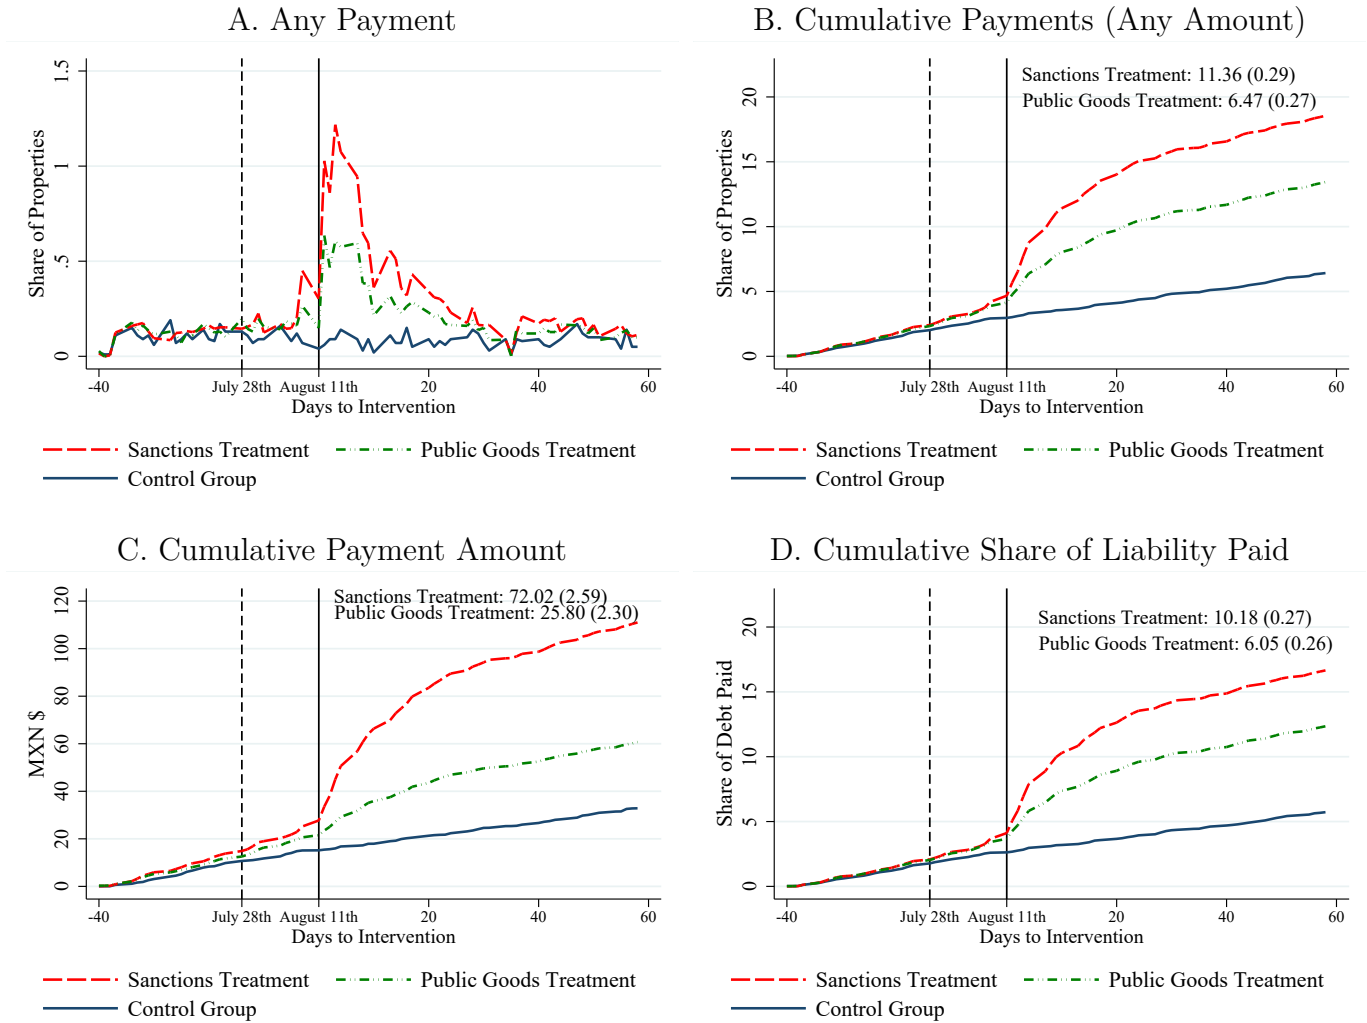 A. Any Payment
Share of Properties
1.5
1
.5
0
-40
July 28th
August 11th
20
40
60
Days to Intervention
Sanctions Treatment
Public Goods Treatment
Control Group
B. Cumulative Payments (Any Amount)
Share of Properties
20
15
10
5
0
Sanctions Treatment: 11.36 (0.29)
Public Goods Treatment: 6.47 (0.27)
-40
July 28th
August 11th
20
40
60
Days to Intervention
Sanctions Treatment
Public Goods Treatment
Control Group
C. Cumulative Payment Amount
MXN $
120
100
80
60
40
20
0
Sanctions Treatment: 72.02 (2.59)
Public Goods Treatment: 25.80 (2.30)
-40
July 28th
August 11th
20
40
60
Days to Intervention
Sanctions Treatment
Public Goods Treatment
Control Group
D. Cumulative Share of Liability Paid
Share of Debt Paid
20
15
10
5
0
Sanctions Treatment: 10.18 (0.27)
Public Goods Treatment: 6.05 (0.26)
-40
July 28th
August 11th
20
40
60
Days to Intervention
Sanctions Treatment
Public Goods Treatment
Control Group